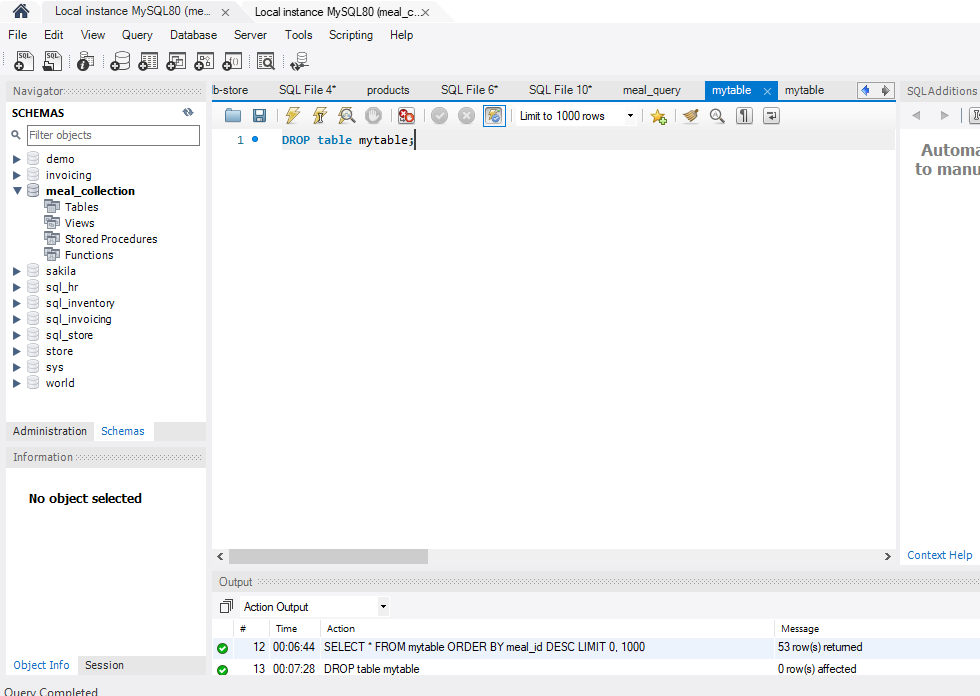 Local instance MySQL80 (me... Local instance MySQL80 (meal_c...
File Edit View Query Database Server Tools Scripting Help
Navigator
b-store SQL File 4* products SQL File 6* SQL File 10* meal_query mytable mytable
SQLAdditions
SCHEMAS
Filter objects
Limit to 1000 rows
demo
invoicing
meal_collection
Tables
Views
Stored Procedures
Functions
sakila
sql_hr
sql_inventory
sql_invoicing
sql_store
store
sys
world
Administration Schemas
Information
No object selected
Object Info Session
1 DROP table mytable;
Automa
to manu
Context Help
Output
Action Output
# Time Action Message
12 00:06:44 SELECT * FROM mytable ORDER BY meal_id DESC LIMIT 0, 1000 53 row(s) returned
13 00:07:28 DROP table mytable 0 row(s) affected
Query Completed